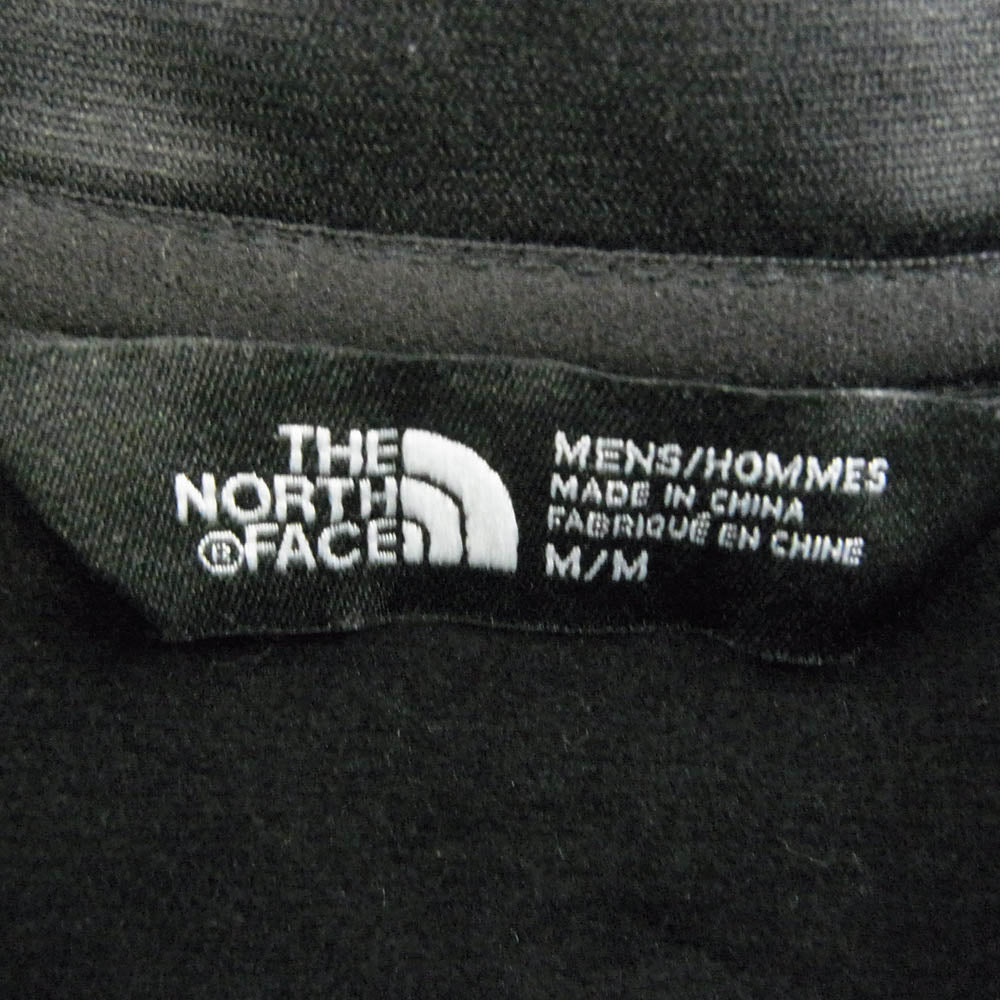 THE
NORTH
®FACE
MENS/HOMMES
MADE IN CHINA
FABRIQUÉ EN CHINE
M/M